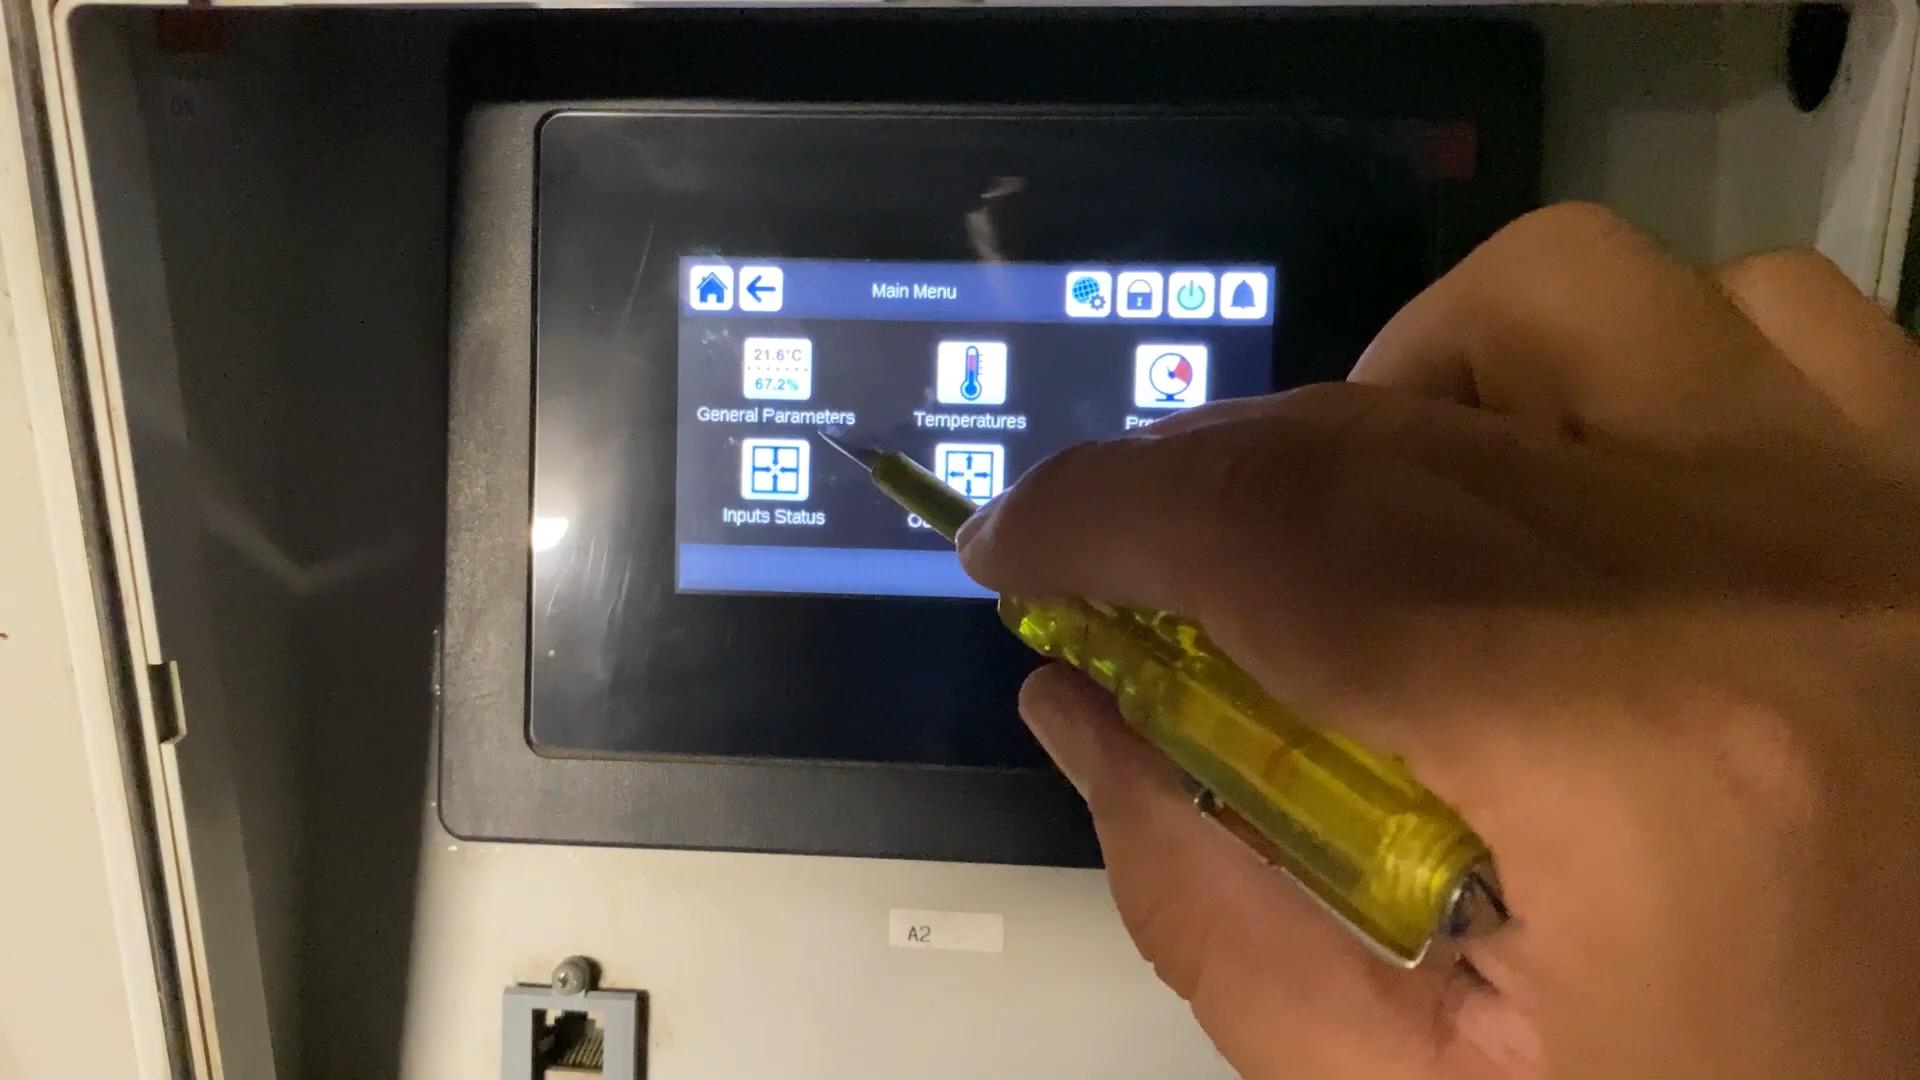 Main Menu
21.6°C
67.2%
General Parameters
Temperatures
Inputs Status
A2